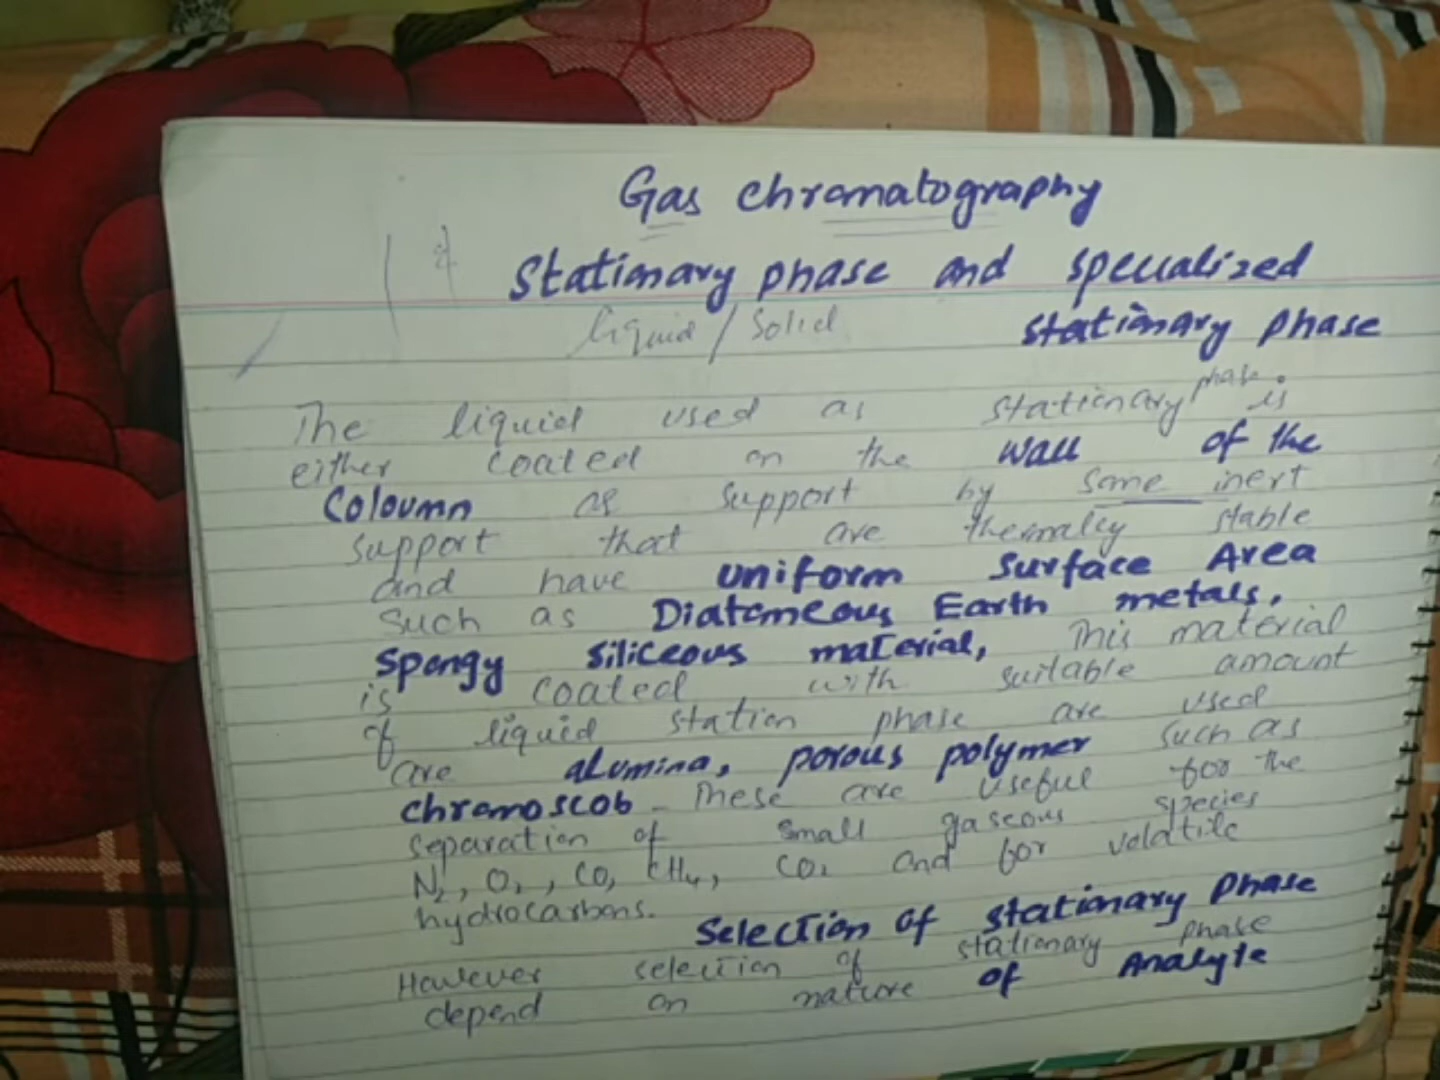 Gas chromatography
Stationary phase and specialized
liquid / Solid
stationary phase
The liquid used as stationary phase. is
either coated on the wall of the
Coloumn as support by some inert
support that are thermally stable
and have uniform Surface Area
Such as Diatomeous Earth metals,
Spongy siliceous material, This material
is coated with suitable amount
of liquid station phase are used
are alumina, porous polymer such as
chromoscob. These are useful for the
separation of small gaseous species
N₂, O₂, CO, CH₄, CO₂ and for volatile
hydrocarbons.
Selection of stationary phase
However selection of stationary phase
depend on nature of Analyte